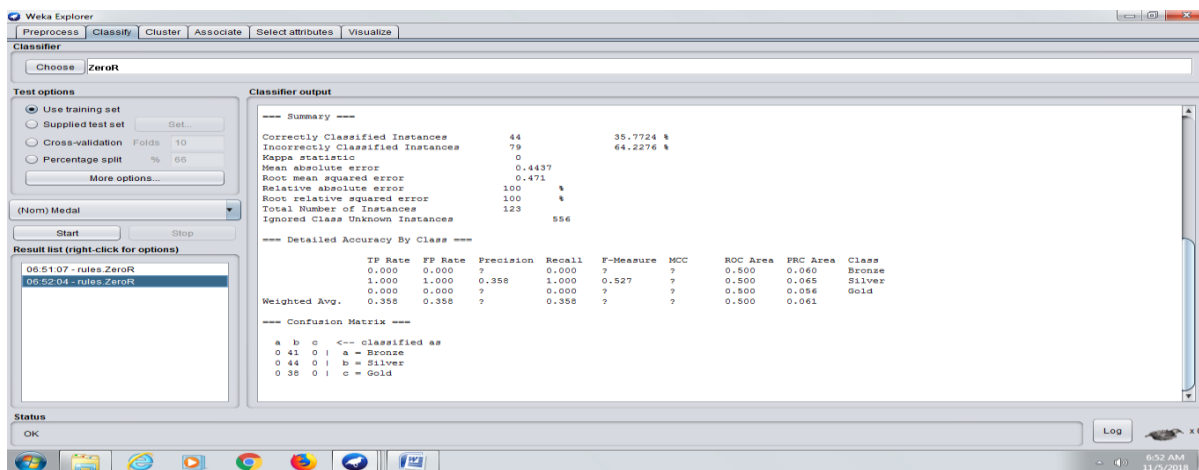 Weka Explorer
Preprocess Classify Cluster Associate Select attributes Visualize
Classifier
Choose ZeroR
Test options
Use training set
Supplied test set Set...
Cross-validation Folds 10
Percentage split % 66
More options...
(Nom) Medal
Start Stop
Result list (right-click for options)
06:51:07 - rules.ZeroR
06:52:04 - rules.ZeroR
Classifier output
=== Summary ===
Correctly Classified Instances 44 35.7724 %
Incorrectly Classified Instances 79 64.2276 %
Kappa statistic 0
Mean absolute error 0.4437
Root mean squared error 0.471
Relative absolute error 100 %
Root relative squared error 100 %
Total Number of Instances 123
Ignored Class Unknown Instances 556
=== Detailed Accuracy By Class ===
TP Rate FP Rate Precision Recall F-Measure MCC ROC Area PRC Area Class
0.000 0.000 ? 0.000 ? ? 0.500 0.060 Bronze
1.000 1.000 0.358 1.000 0.527 ? 0.500 0.065 Silver
0.000 0.000 ? 0.000 ? ? 0.500 0.056 Gold
Weighted Avg. 0.358 0.358 ? 0.358 ? ? 0.500 0.061
=== Confusion Matrix ===
a b c <-- classified as
0 41 0 | a = Bronze
0 44 0 | b = Silver
0 38 0 | c = Gold
Status
OK
Log
x 0
6:52 AM
11/5/2019